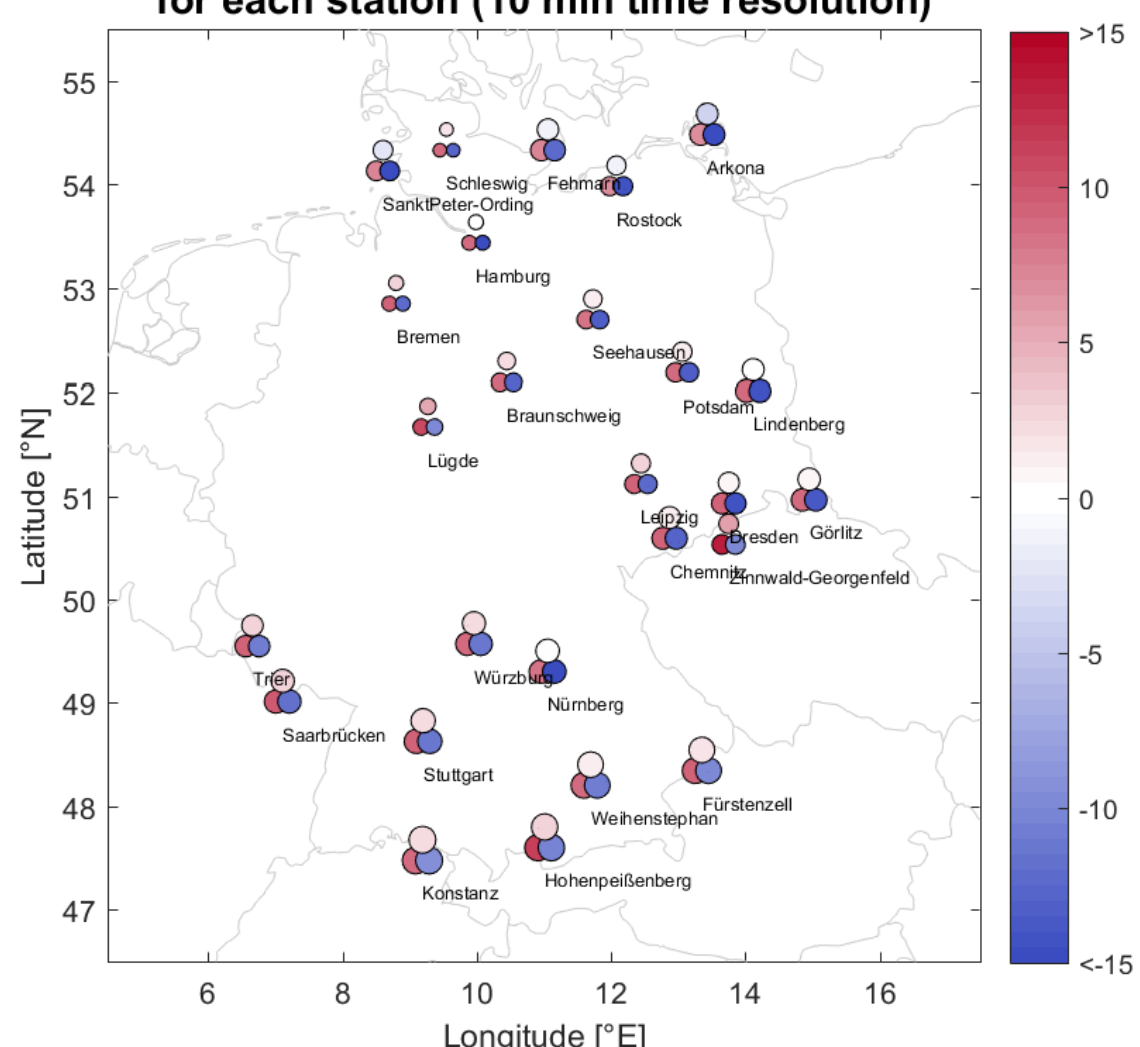 for each station (10 min time resolution)
>15
55
Arkona
Schleswig
Fehmarn
10
54
SanktPeter-Ording
Rostock
Hamburg
53
Bremen
5
Seehausen
52
Potsdam
Braunschweig
Lindenberg
Lügde
51
0
Leipzig
Görlitz
Dresden
Chemnitz
Zinnwald-Georgenfeld
50
-5
Trier
Würzburg
49
Nürnberg
Saarbrücken
Stuttgart
48
Fürstenzell
-10
Weihenstephan
Hohenpeißenberg
Konstanz
47
<-15
6
8
10
12
14
16
Longitude [°E]
Latitude [°N]